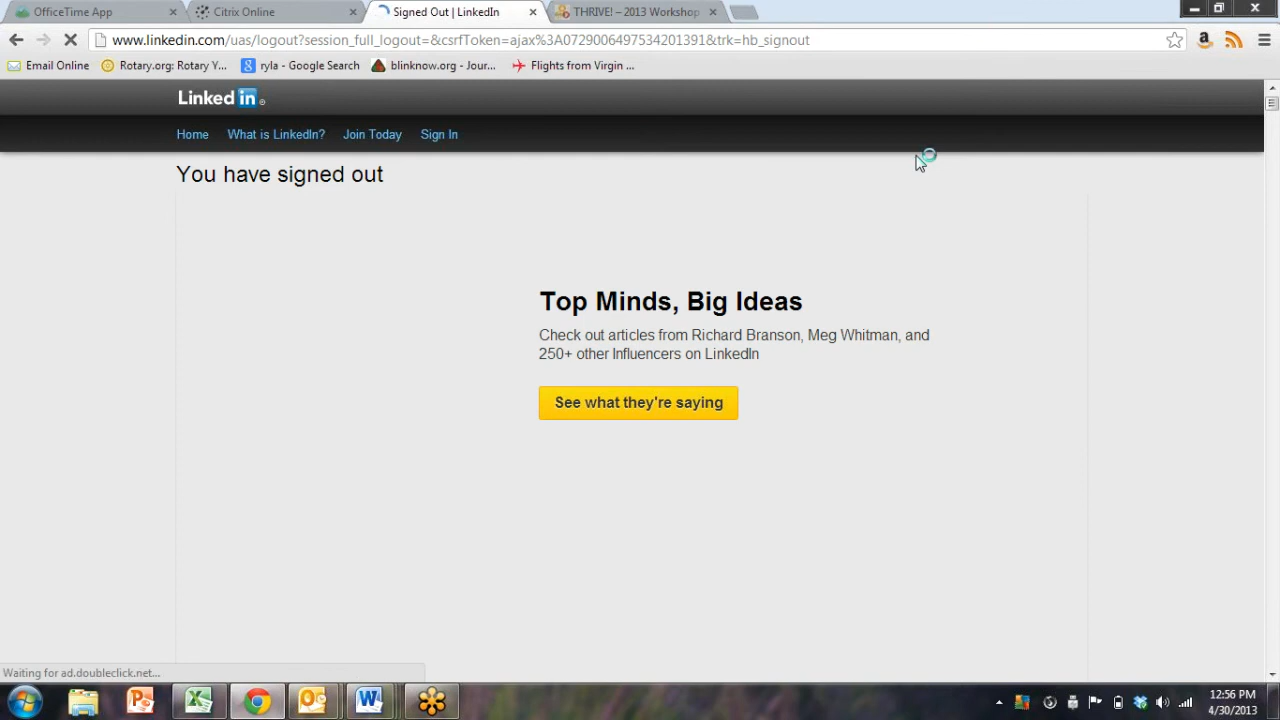 OfficeTime App
Citrix Online
Signed Out | LinkedIn
THRIVE! – 2013 Workshop
www.linkedin.com/uas/logout?session_full_logout=&csrfToken=ajax%3A0729006497534201391&trk=hb_signout
Email Online
Rotary.org: Rotary Y...
ryla - Google Search
blinknow.org - Jour...
Flights from Virgin ...
Linked in
Home
What is LinkedIn?
Join Today
Sign In
You have signed out
Top Minds, Big Ideas
Check out articles from Richard Branson, Meg Whitman, and
250+ other Influencers on LinkedIn
See what they're saying
Waiting for ad.doubleclick.net...
12:56 PM
4/30/2013